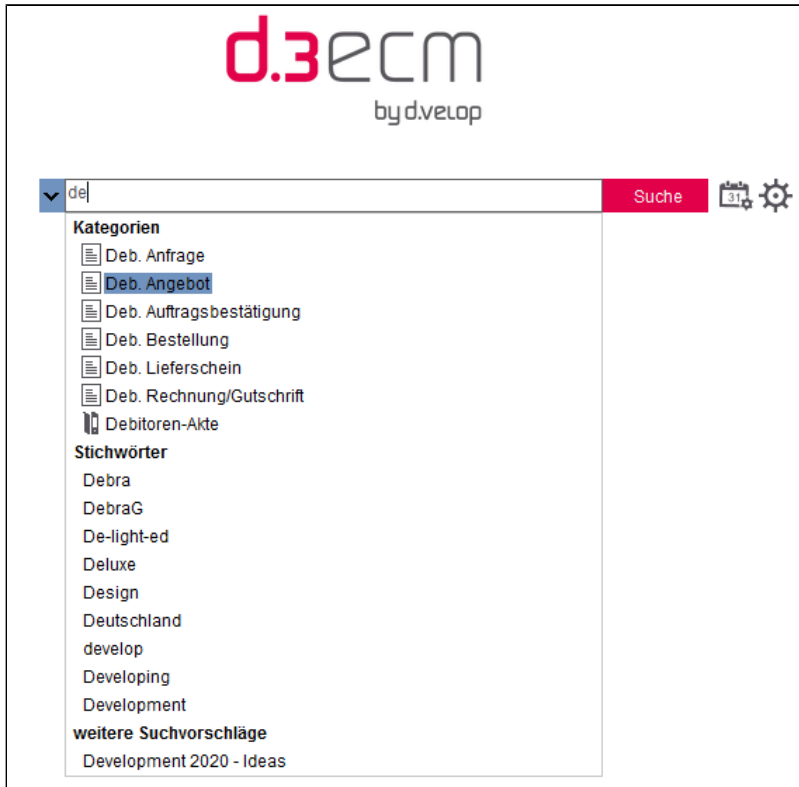 d.3ecm
by d.velop
de
Suche
31
Kategorien
Deb. Anfrage
Deb. Angebot
Deb. Auftragsbestätigung
Deb. Bestellung
Deb. Lieferschein
Deb. Rechnung/Gutschrift
Debitoren-Akte
Stichwörter
Debra
DebraG
De-light-ed
Deluxe
Design
Deutschland
develop
Developing
Development
weitere Suchvorschläge
Development 2020 - Ideas